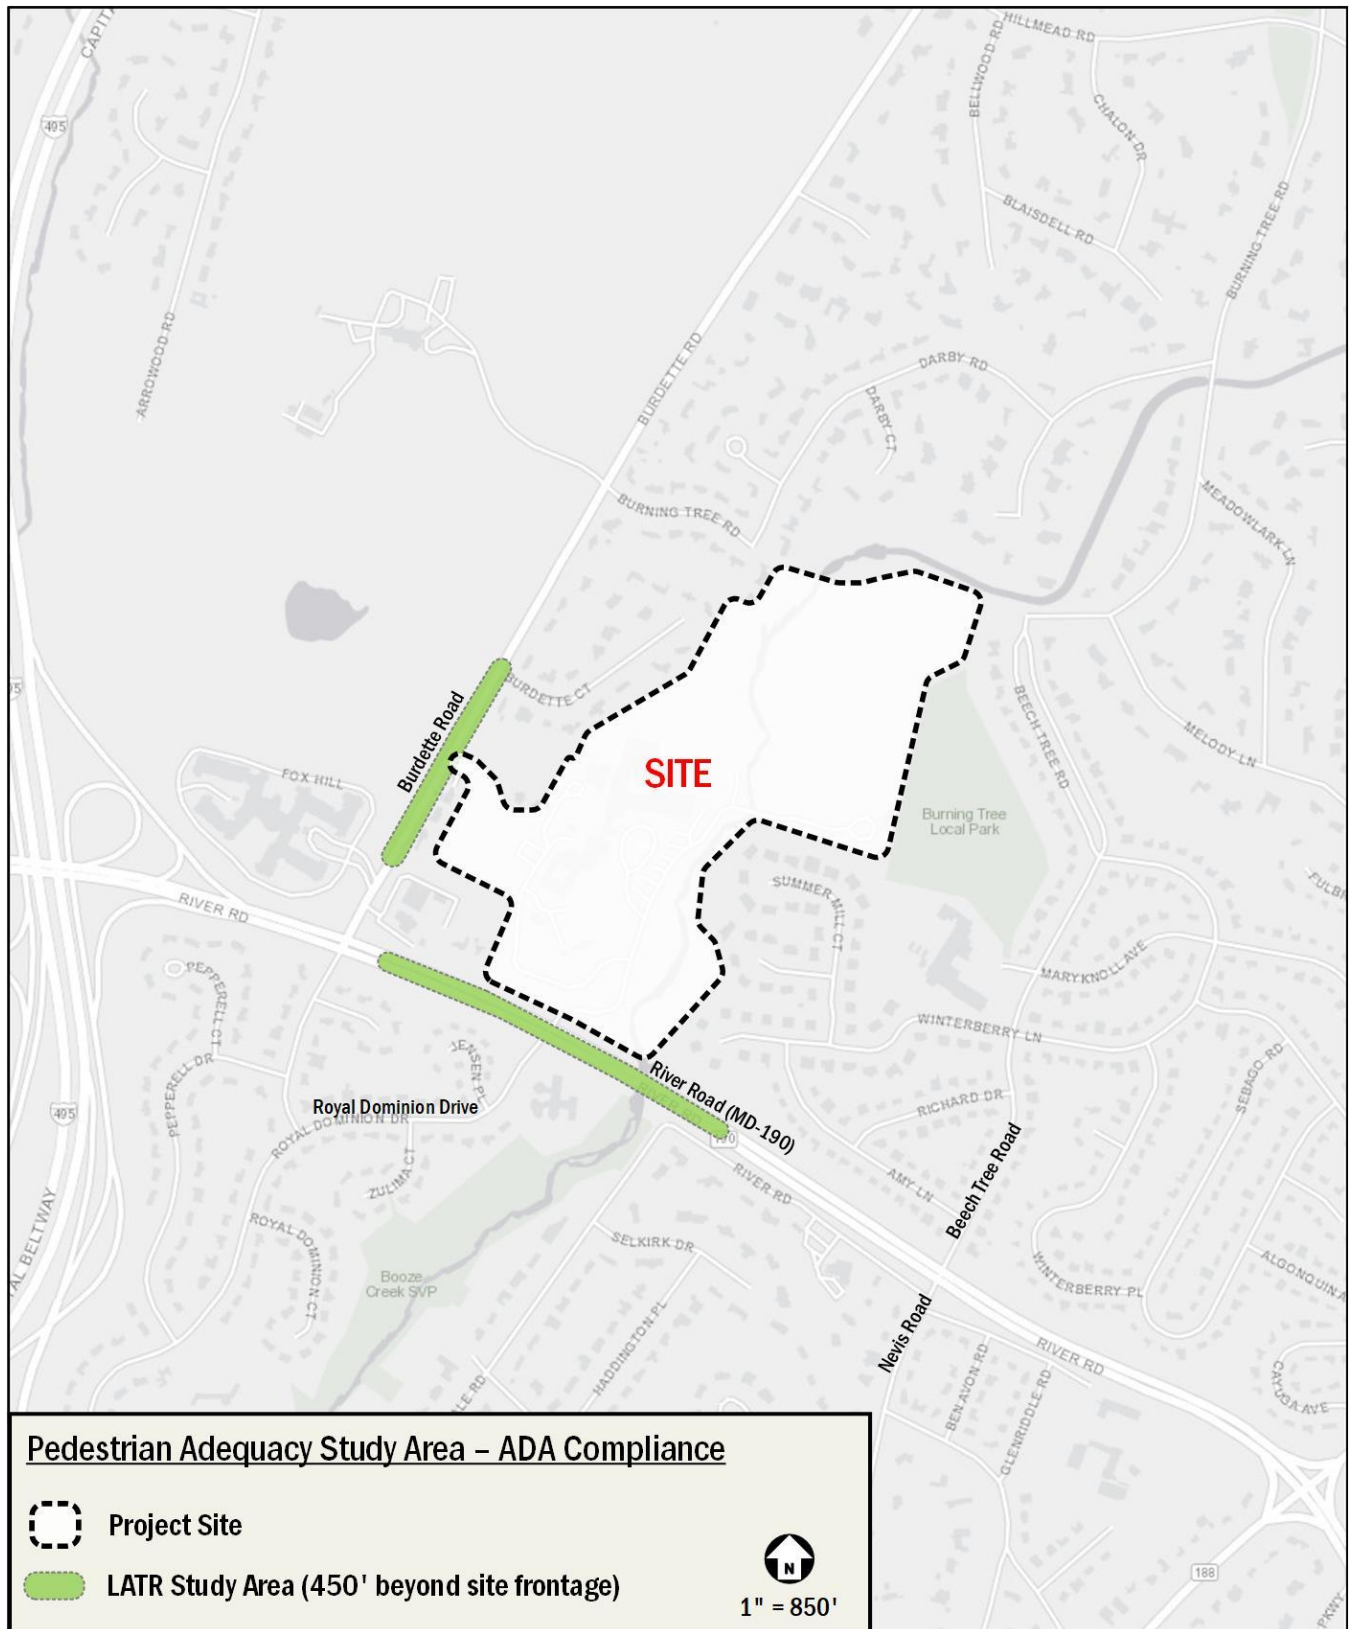 HILLMEAD RD
BELLWOOD RD
CHALON DR
495
BLAISDELL RD
BURNING TREE RD
ARROWOOD RD
BURDETTE RD
DARBY RD
DARBY CT
BURNING TREE RD
MEADOWLARK LN
BURDETTE CT
Burdette Road
BEECH TREE RD
MELODY LN
SITE
FOX HILL
Burning Tree
Local Park
SUMMER MILL CT
RIVER RD
MARYKNOLL AVE
PEPPERELL CT
WINTERBERRY LN
JENSEN PL
PEPPERELL DR
SEBAGO RD
River Road (MD-190)
RICHARD DR
495
Royal Dominion Drive
ROYAL DOMINION DR
RIVER RD
190
ZULIMA CT
RIVER RD
AMY LN
Beech Tree Road
ROYAL DOMINION CT
SELKIRK DR
WINTERBERRY PL
Booze
Creek SVP
HADDINGTON PL
Nevis Road
RIVER RD
BEN AVON RD
GLENRIDDLE RD
CAYUGA AVE
188
PKWY
Pedestrian Adequacy Study Area – ADA Compliance
Project Site
LATR Study Area (450' beyond site frontage)
N
1" = 850'